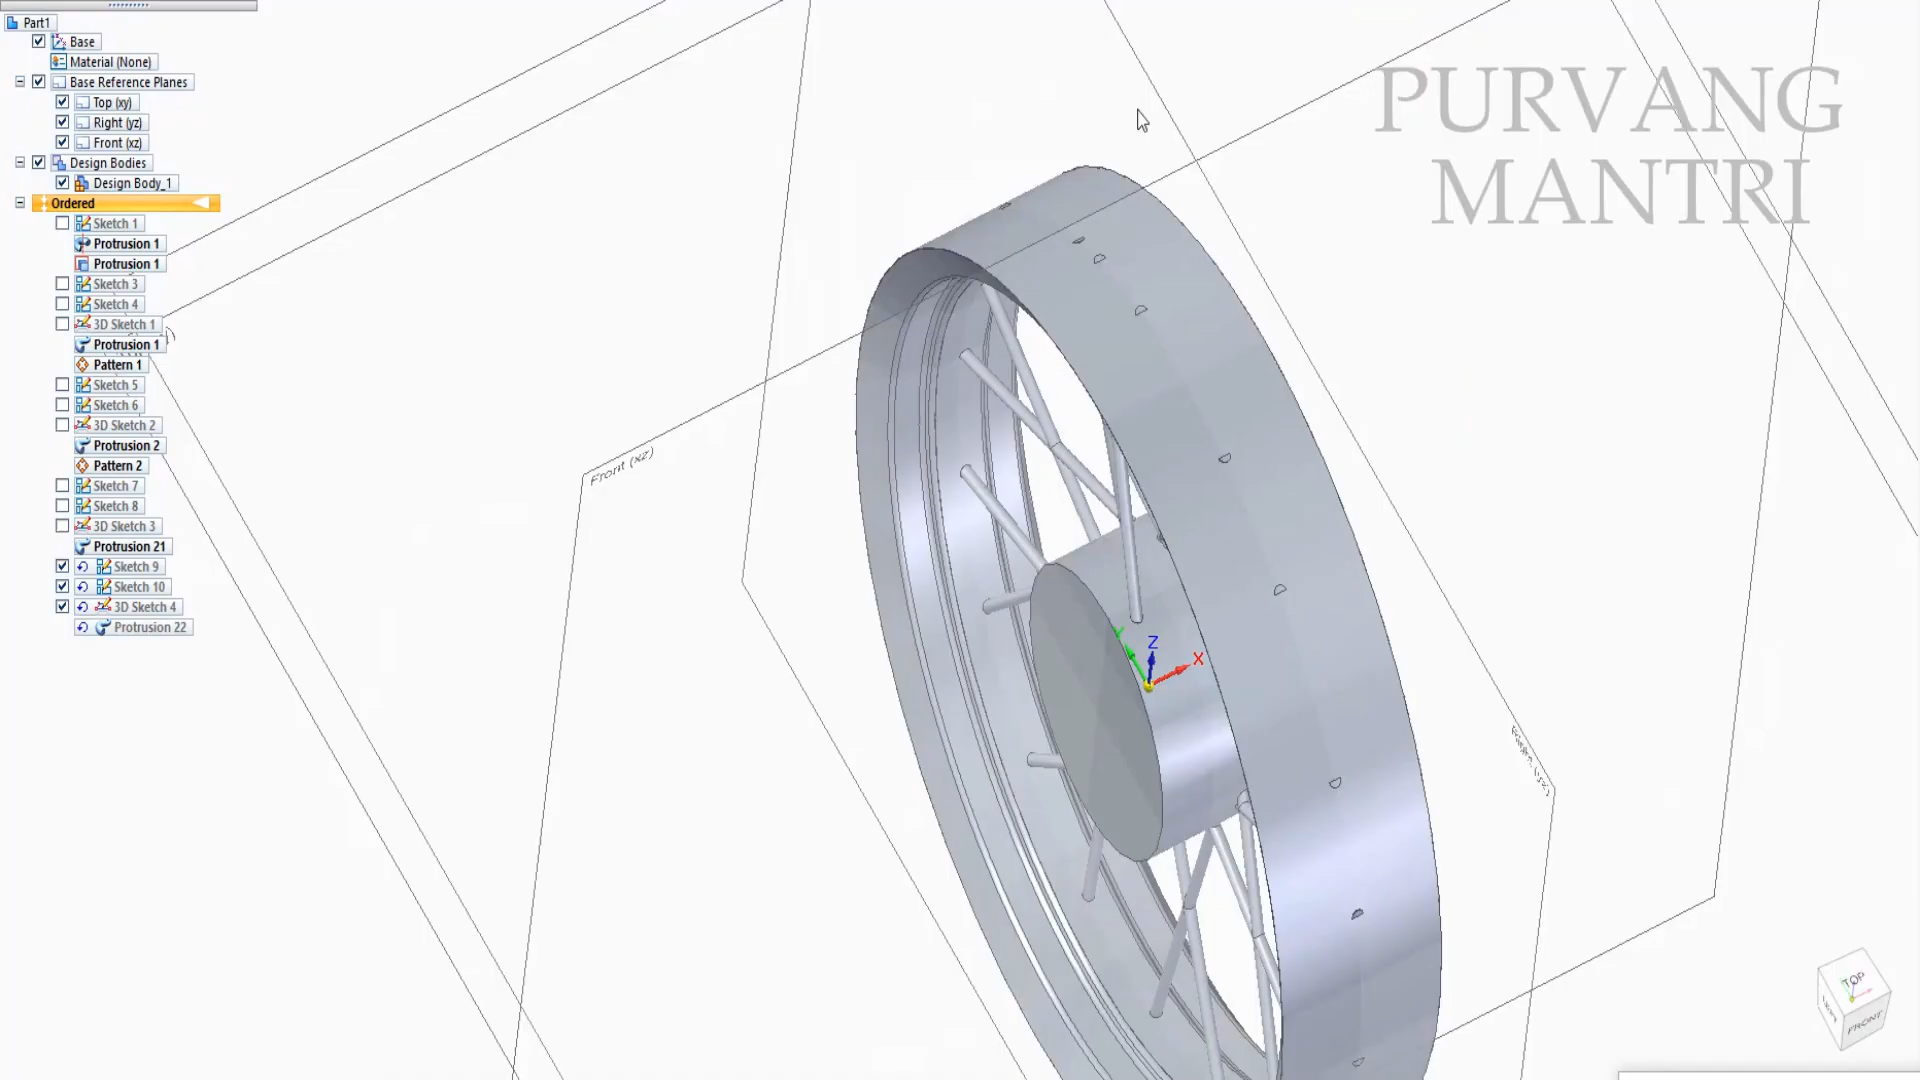 Part1
Base
Material (None)
Base Reference Planes
Top (xy)
Right (yz)
Front (xz)
Design Bodies
Design Body_1
Ordered
Sketch 1
Protrusion 1
Protrusion 1
Sketch 3
Sketch 4
3D Sketch 1
Protrusion 1
Pattern 1
Sketch 5
Sketch 6
3D Sketch 2
Protrusion 2
Pattern 2
Sketch 7
Sketch 8
3D Sketch 3
Protrusion 21
Sketch 9
Sketch 10
3D Sketch 4
Protrusion 22
PURVANG
MANTRI
Front (xz)
Y
Z
X
Right (yz)
TOP
FRONT